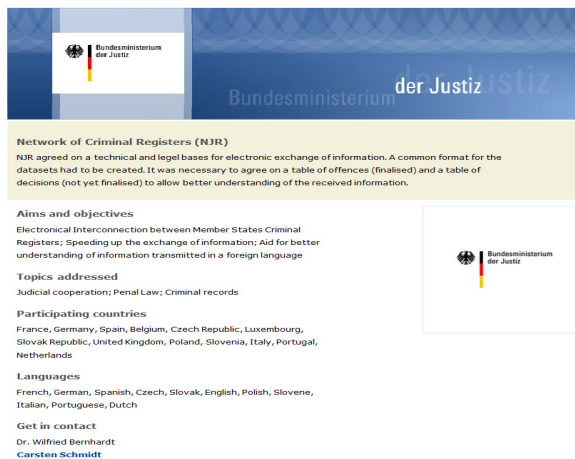 Bundesministerium
der Justiz
der Justiz
Bundesministerium der Justiz
Network of Criminal Registers (NJR)
NJR agreed on a technical and legel bases for electronic exchange of information. A common format for the
datasets had to be created. It was necessary to agree on a table of offences (finalised) and a table of
decisions (not yet finalised) to allow better understanding of the received information.
Aims and objectives
Electronical Interconnection between Member States Criminal
Registers; Speeding up the exchange of information; Aid for better
understanding of information transmitted in a foreign language
Bundesministerium
der Justiz
Topics addressed
Judicial cooperation; Penal Law; Criminal records
Participating countries
France, Germany, Spain, Belgium, Czech Republic, Luxembourg,
Slovak Republic, United Kingdom, Poland, Slovenia, Italy, Portugal,
Netherlands
Languages
French, German, Spanish, Czech, Slovak, English, Polish, Slovene,
Italian, Portuguese, Dutch
Get in contact
Dr. Wilfried Bernhardt
Carsten Schmidt